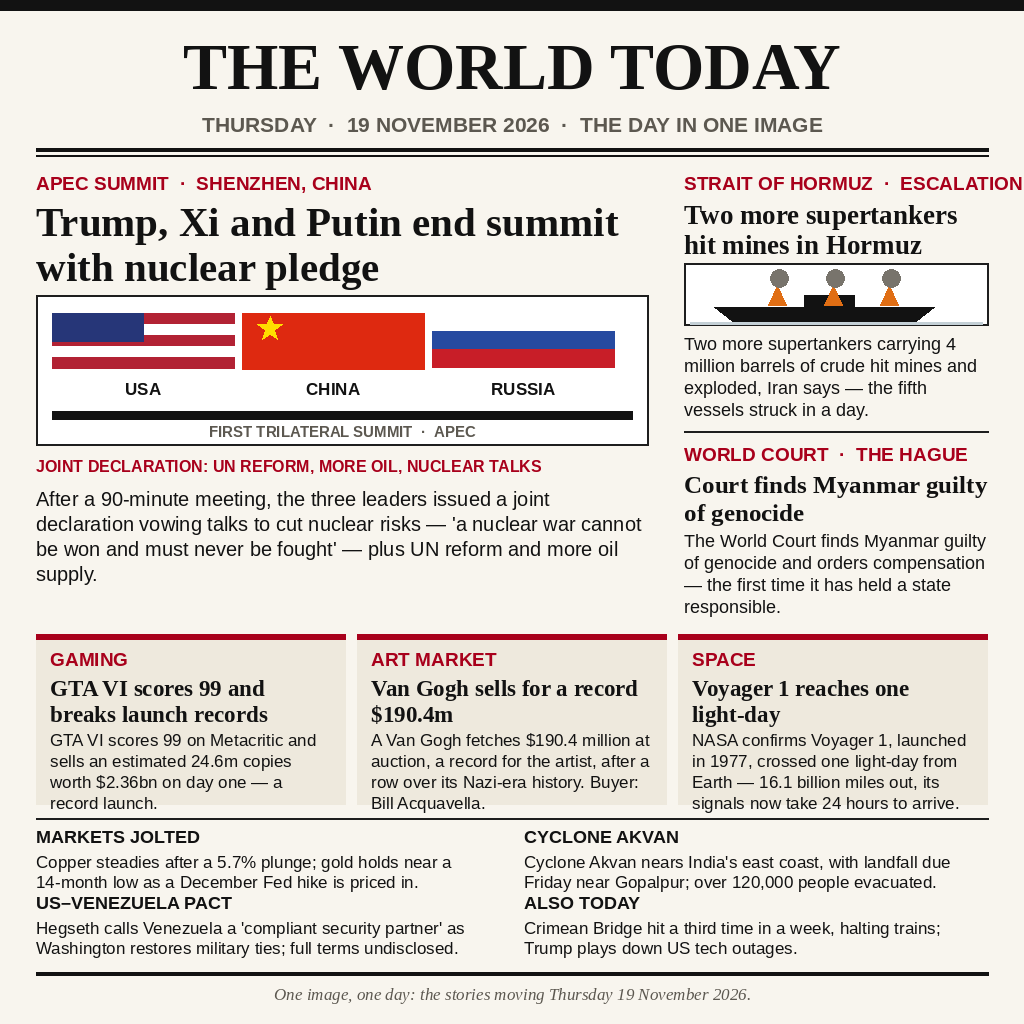 THE WORLD TODAY
THURSDAY · 19 NOVEMBER 2026 · THE DAY IN ONE IMAGE
APEC SUMMIT · SHENZHEN, CHINA
Trump, Xi and Putin end summit
with nuclear pledge
USA
CHINA
RUSSIA
FIRST TRILATERAL SUMMIT · APEC
JOINT DECLARATION: UN REFORM, MORE OIL, NUCLEAR TALKS
After a 90-minute meeting, the three leaders issued a joint
declaration vowing talks to cut nuclear risks — 'a nuclear war cannot
be won and must never be fought' — plus UN reform and more oil
supply.
STRAIT OF HORMUZ · ESCALATION
Two more supertankers
hit mines in Hormuz
Two more supertankers carrying 4
million barrels of crude hit mines and
exploded, Iran says — the fifth
vessels struck in a day.
WORLD COURT · THE HAGUE
Court finds Myanmar guilty
of genocide
The World Court finds Myanmar guilty
of genocide and orders compensation
— the first time it has held a state
responsible.
GAMING
GTA VI scores 99 and
breaks launch records
GTA VI scores 99 on Metacritic and
sells an estimated 24.6m copies
worth $2.36bn on day one — a
record launch.
ART MARKET
Van Gogh sells for a record
$190.4m
A Van Gogh fetches $190.4 million at
auction, a record for the artist, after a
row over its Nazi-era history. Buyer:
Bill Acquavella.
SPACE
Voyager 1 reaches one
light-day
NASA confirms Voyager 1, launched
in 1977, crossed one light-day from
Earth — 16.1 billion miles out, its
signals now take 24 hours to arrive.
MARKETS JOLTED
Copper steadies after a 5.7% plunge; gold holds near a
14-month low as a December Fed hike is priced in.
US–VENEZUELA PACT
Hegseth calls Venezuela a 'compliant security partner' as
Washington restores military ties; full terms undisclosed.
CYCLONE AKVAN
Cyclone Akvan nears India's east coast, with landfall due
Friday near Gopalpur; over 120,000 people evacuated.
ALSO TODAY
Crimean Bridge hit a third time in a week, halting trains;
Trump plays down US tech outages.
One image, one day: the stories moving Thursday 19 November 2026.